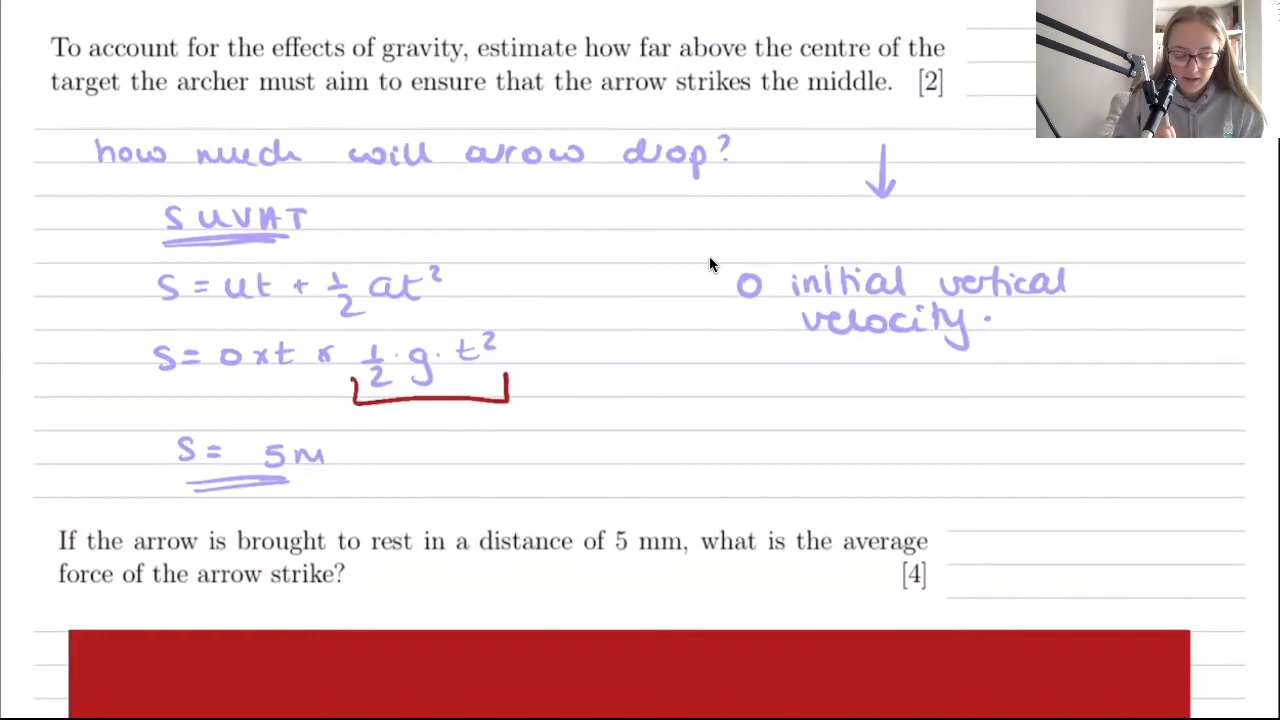 To account for the effects of gravity, estimate how far above the centre of the
target the archer must aim to ensure that the arrow strikes the middle. [2]
how much will arrow drop?
SUVAT
S = ut + 1/2 at²
0 initial vertical
velocity.
S = 0 × t × 1/2 · g · t²
S = 5m
If the arrow is brought to rest in a distance of 5 mm, what is the average
force of the arrow strike? [4]